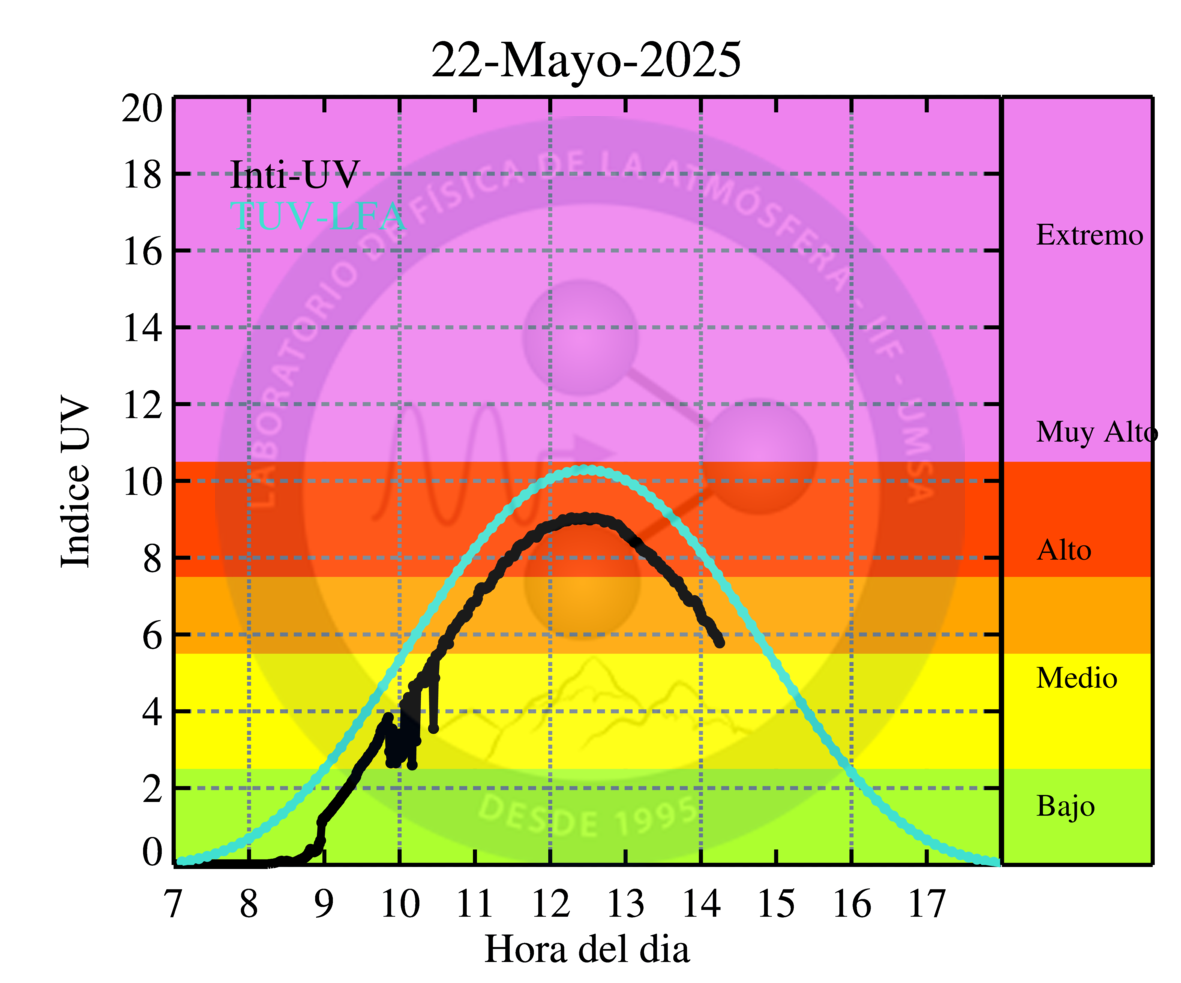 22-Mayo-2025
20
18
16
14
12
10
8
6
4
2
0
Indice UV
Inti-UV
TUV-LFA
LABORATORIO DE FÍSICA DE LA ATMÓSFERA - IIF - UMSA
DESDE 1995
Extremo
Muy Alto
Alto
Medio
Bajo
7 8 9 10 11 12 13 14 15 16 17
Hora del dia